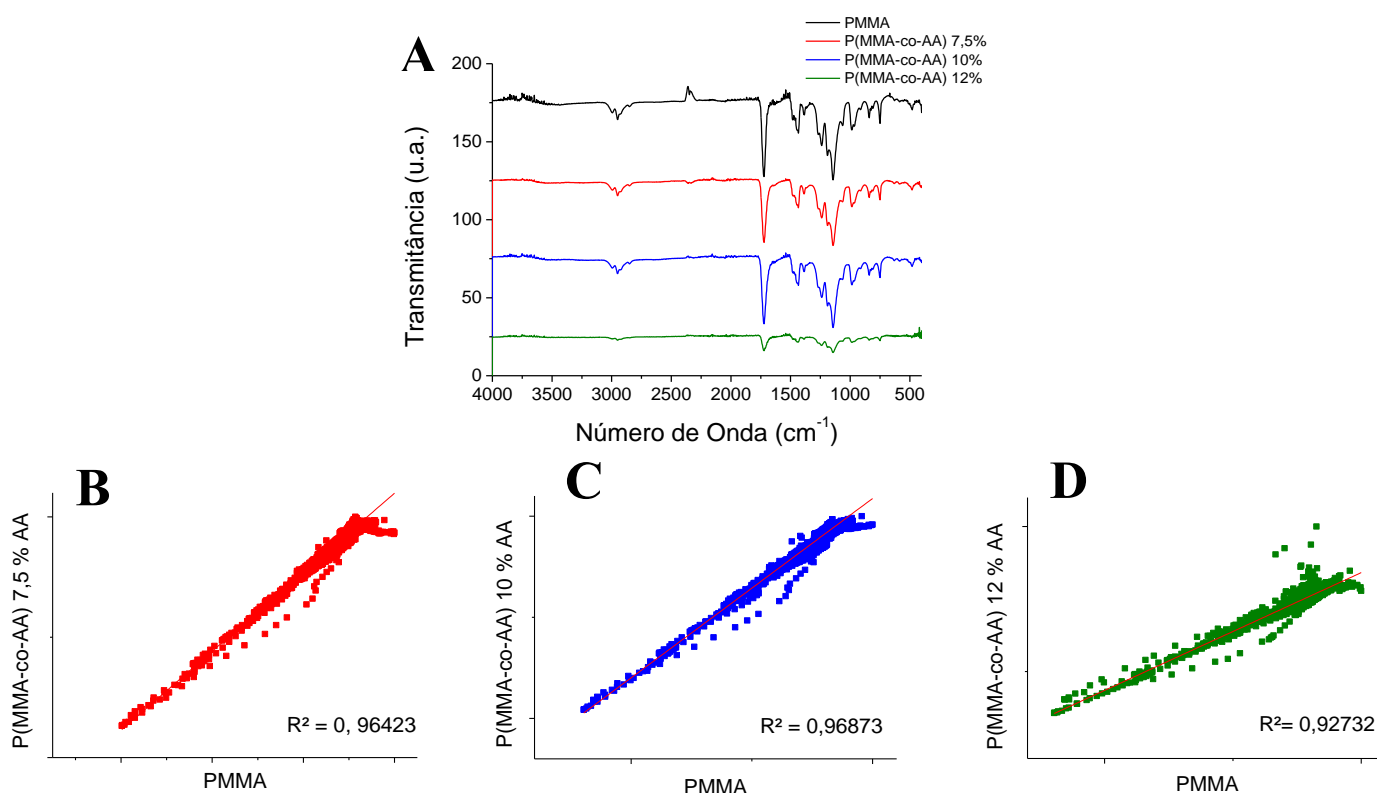 A
PMMA
P(MMA-co-AA) 7,5%
P(MMA-co-AA) 10%
P(MMA-co-AA) 12%
200
150
100
50
0
Transmitância (u.a.)
4000 3500 3000 2500 2000 1500 1000 500
Número de Onda (cm⁻¹)
B
P(MMA-co-AA) 7,5 % AA
R² = 0, 96423
PMMA
C
P(MMA-co-AA) 10 % AA
R² = 0,96873
PMMA
D
P(MMA-co-AA) 12 % AA
R²= 0,92732
PMMA